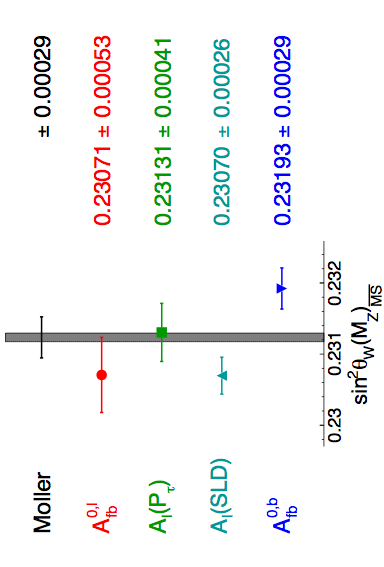 Moller ± 0.00029
A_fb^0,l 0.23071 ± 0.00053
A_l(P_τ) 0.23131 ± 0.00041
A_l(SLD) 0.23070 ± 0.00026
A_fb^0,b 0.23193 ± 0.00029
0.23 0.231 0.232
sin²θ_W(M_Z)_MS̅